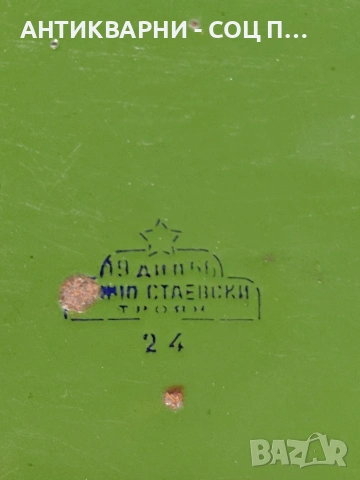 АНТИКВАРНИ - СОЦ П...
СТАЕВСКИ
ТРОЯН
24
BAZAR